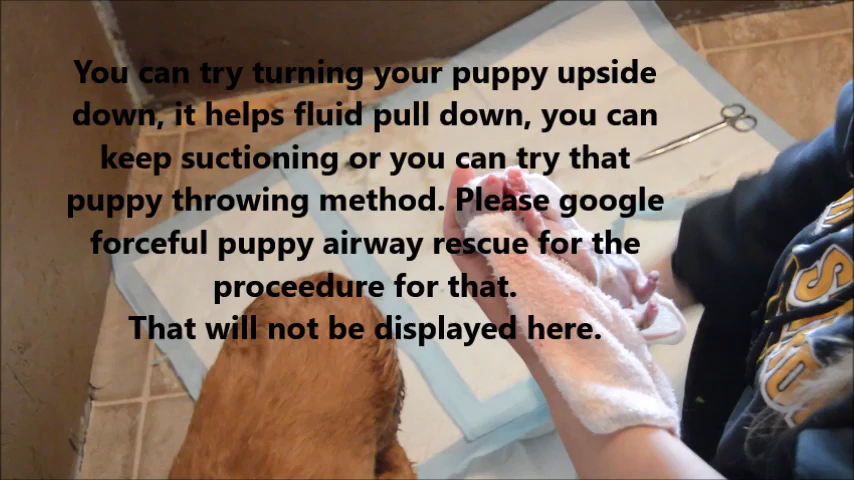 You can try turning your puppy upside
down, it helps fluid pull down, you can
keep suctioning or you can try that
puppy throwing method. Please google
forceful puppy airway rescue for the
proceedure for that.
That will not be displayed here.